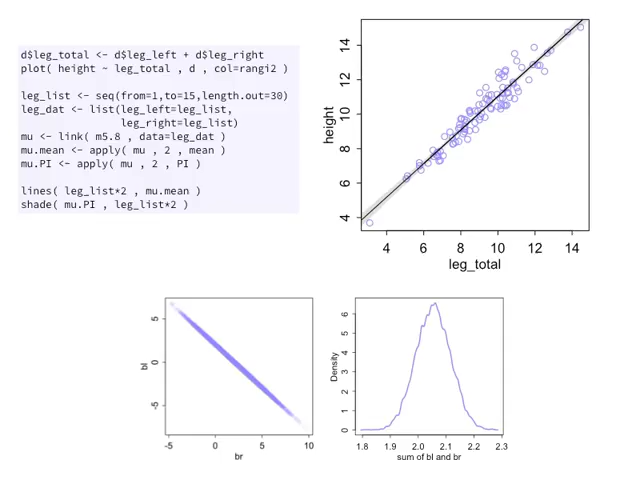 d$leg_total <- d$leg_left + d$leg_right
plot( height ~ leg_total , d , col=rangi2 )
leg_list <- seq(from=1,to=15,length.out=30)
leg_dat <- list(leg_left=leg_list,
leg_right=leg_list)
mu <- link( m5.8 , data=leg_dat )
mu.mean <- apply( mu , 2 , mean )
mu.PI <- apply( mu , 2 , PI )
lines( leg_list*2 , mu.mean )
shade( mu.PI , leg_list*2 )
height
14
12
10
8
6
4
4 6 8 10 12 14
leg_total
bl
5
0
-5
-5 0 5 10
br
Density
6
5
4
3
2
1
0
1.8 1.9 2.0 2.1 2.2 2.3
sum of bl and br